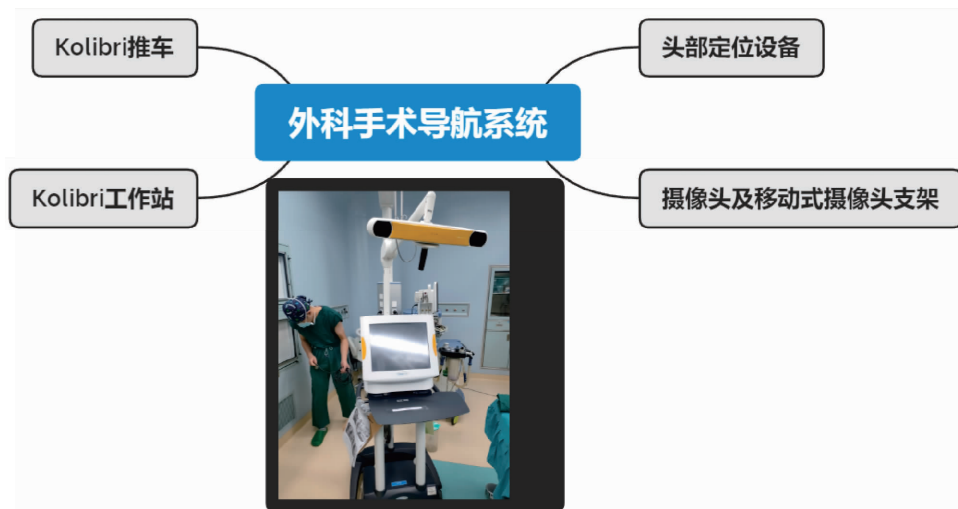 Kolibri推车
头部定位设备
外科手术导航系统
Kolibri工作站
摄像头及移动式摄像头支架